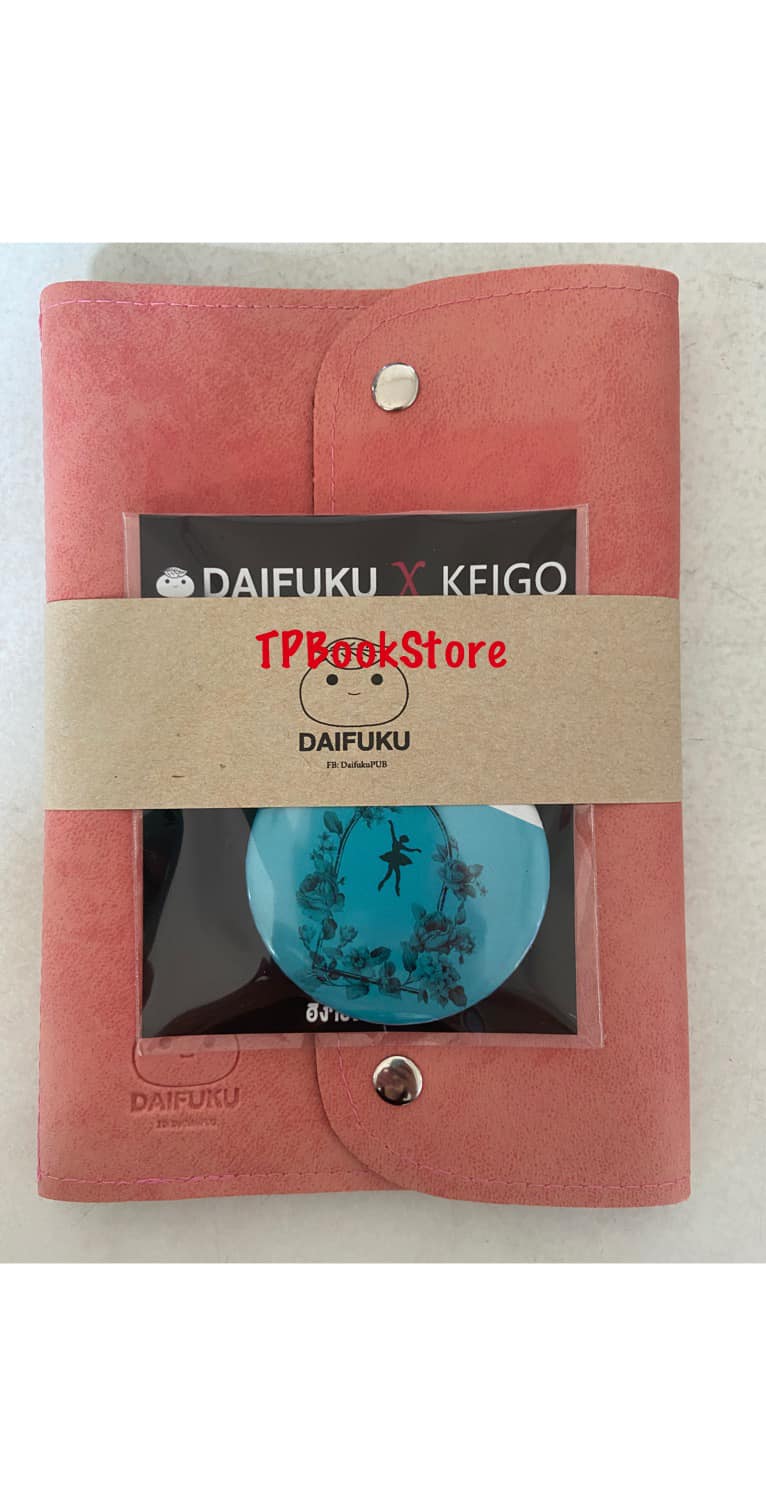 DAIFUKU X KEIGO
TPBookStore
DAIFUKU
FB: DaifukuPUB
DAIFUKU